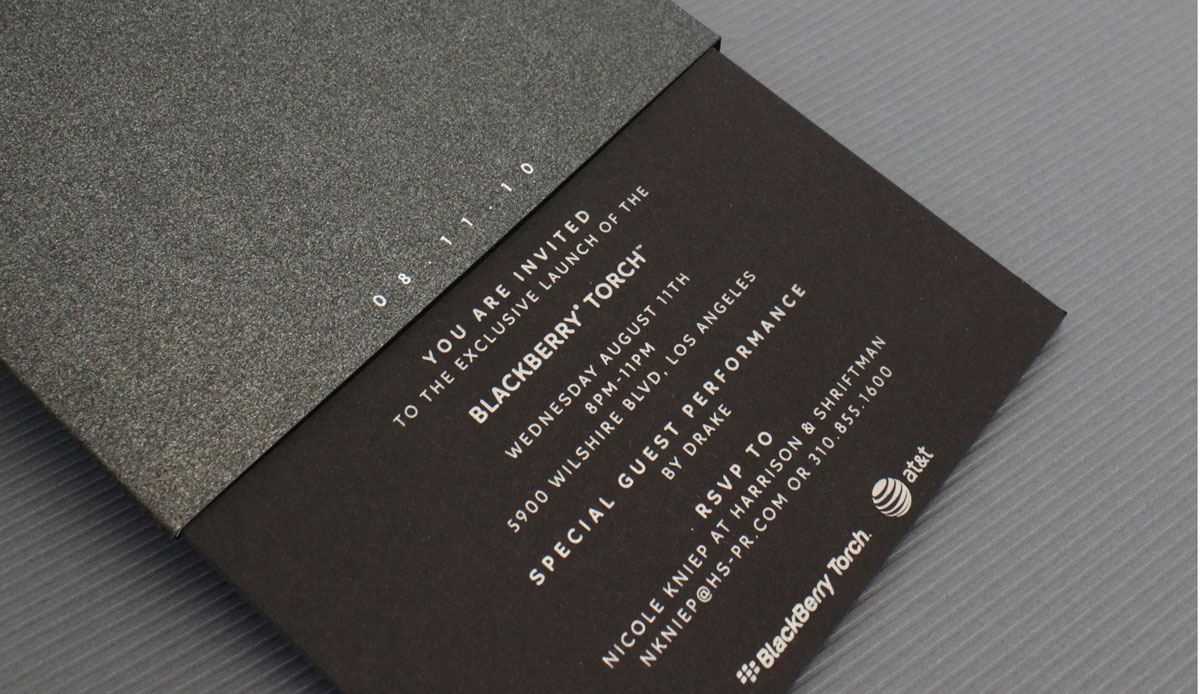 08.11.10
YOU ARE INVITED
TO THE EXCLUSIVE LAUNCH OF THE
BLACKBERRY® TORCH™
WEDNESDAY AUGUST 11TH
8PM-11PM
5900 WILSHIRE BLVD, LOS ANGELES
SPECIAL GUEST PERFORMANCE
BY DRAKE
RSVP TO
NICOLE KNIEP AT HARRISON & SHRIFTMAN
NKNIEP@HS-PR.COM OR 310.855.1600
BlackBerry Torch
at&t